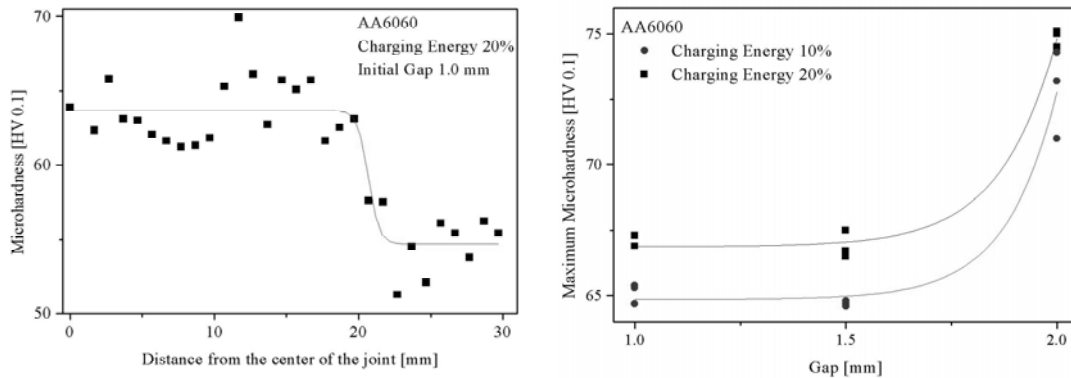 70
60
50
Microhardness [HV 0.1]
AA6060
Charging Energy 20%
Initial Gap 1.0 mm
0 10 20 30
Distance from the center of the joint [mm]
75
70
65
Maximum Microhardness [HV 0.1]
AA6060
Charging Energy 10%
Charging Energy 20%
1.0 1.5 2.0
Gap [mm]